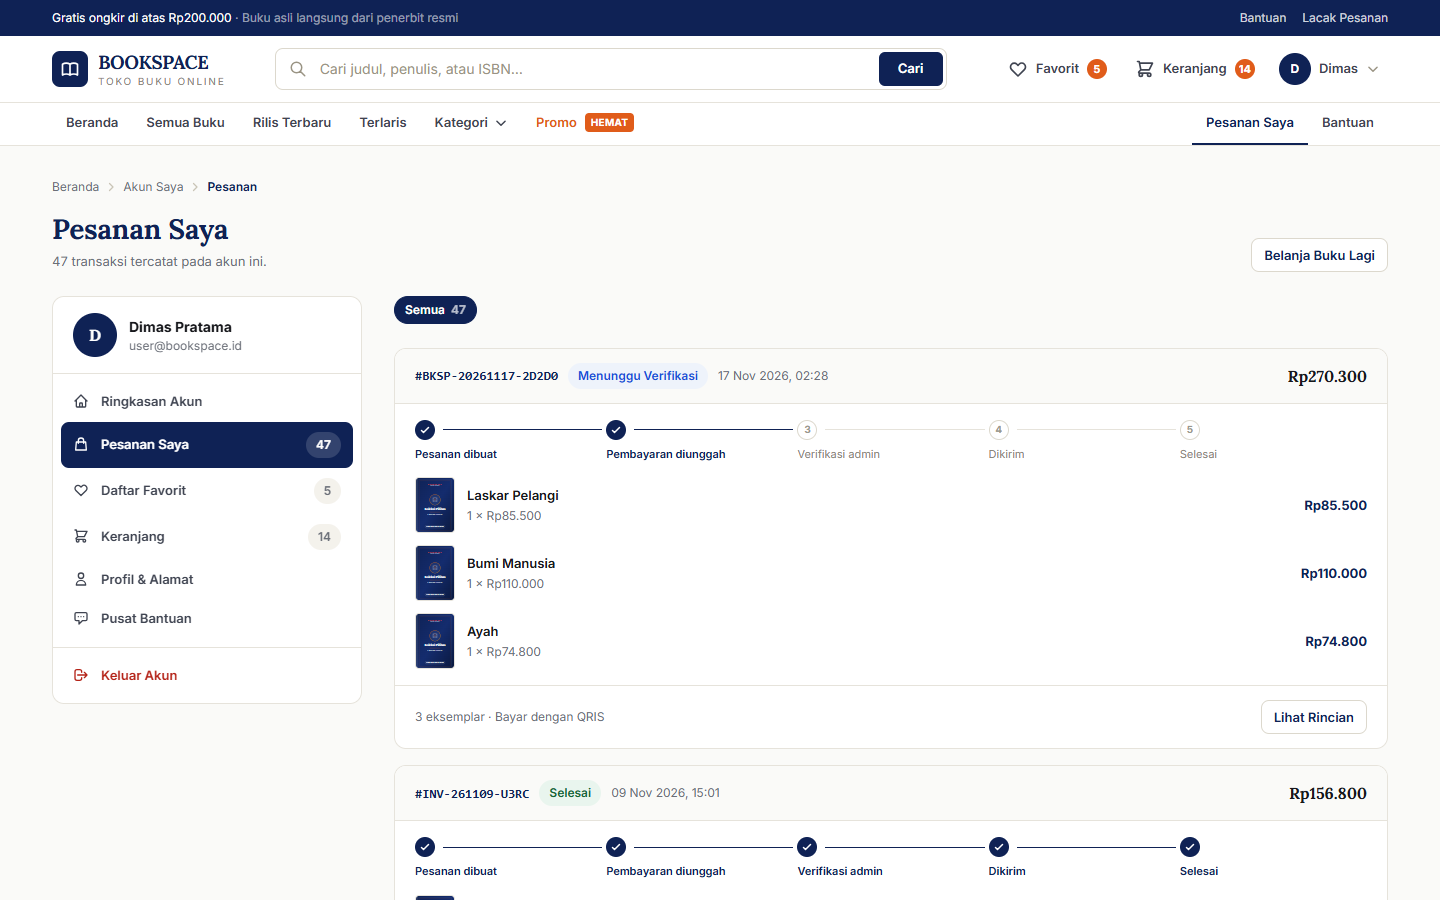 Gratis ongkir di atas Rp200.000 · Buku asli langsung dari penerbit resmi
Bantuan
Lacak Pesanan
BOOKSPACE
TOKO BUKU ONLINE
Cari judul, penulis, atau ISBN...
Cari
Favorit 5
Keranjang 14
D Dimas
Beranda
Semua Buku
Rilis Terbaru
Terlaris
Kategori
Promo HEMAT
Pesanan Saya
Bantuan
Beranda > Akun Saya > Pesanan
Pesanan Saya
47 transaksi tercatat pada akun ini.
Belanja Buku Lagi
D
Dimas Pratama
user@bookspace.id
Ringkasan Akun
Pesanan Saya 47
Daftar Favorit 5
Keranjang 14
Profil & Alamat
Pusat Bantuan
Keluar Akun
Semua 47
#BKSP-20261117-2D2D0 Menunggu Verifikasi 17 Nov 2026, 02:28 Rp270.300
3 4 5
Pesanan dibuat Pembayaran diunggah Verifikasi admin Dikirim Selesai
Laskar Pelangi
1 × Rp85.500
Rp85.500
Bumi Manusia
1 × Rp110.000
Rp110.000
Ayah
1 × Rp74.800
Rp74.800
3 eksemplar · Bayar dengan QRIS
Lihat Rincian
#INV-261109-U3RC Selesai 09 Nov 2026, 15:01 Rp156.800
Pesanan dibuat Pembayaran diunggah Verifikasi admin Dikirim Selesai